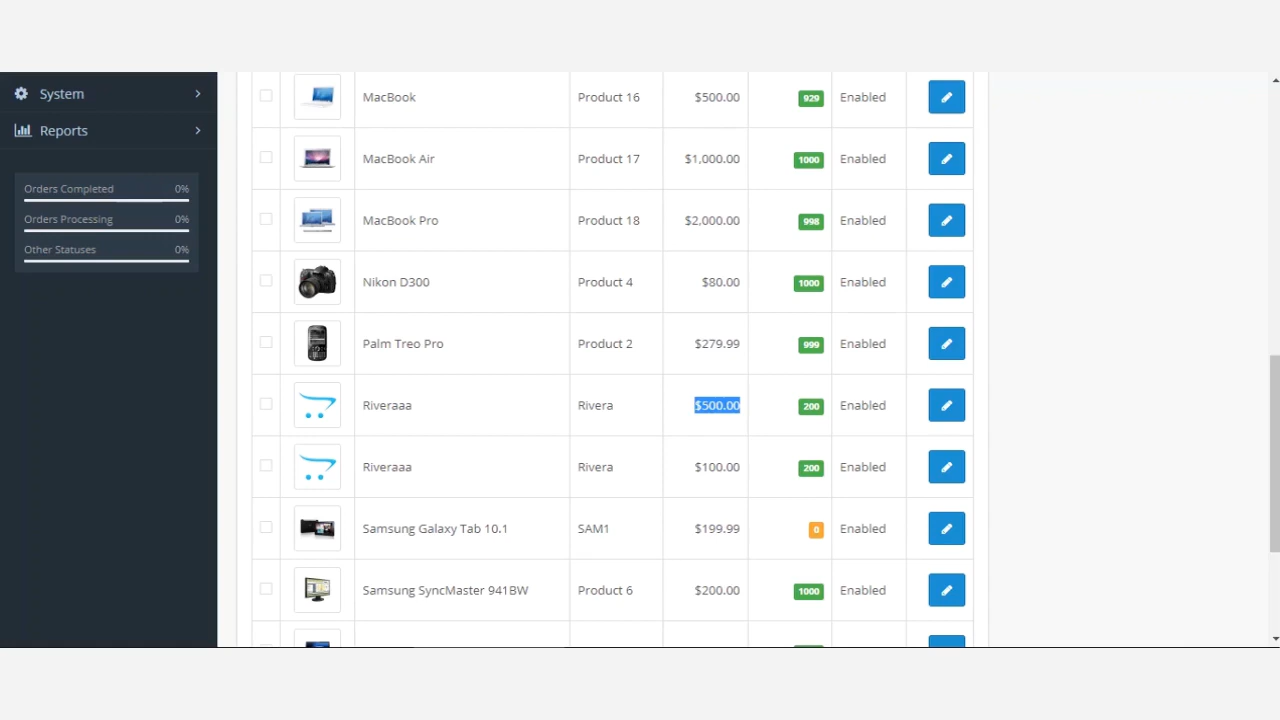 System
Reports
Orders Completed 0%
Orders Processing 0%
Other Statuses 0%
MacBook Product 16 $500.00 929 Enabled
MacBook Air Product 17 $1,000.00 1000 Enabled
MacBook Pro Product 18 $2,000.00 998 Enabled
Nikon D300 Product 4 $80.00 1000 Enabled
Palm Treo Pro Product 2 $279.99 999 Enabled
Riveraaa Rivera $500.00 200 Enabled
Riveraaa Rivera $100.00 200 Enabled
Samsung Galaxy Tab 10.1 SAM1 $199.99 0 Enabled
Samsung SyncMaster 941BW Product 6 $200.00 1000 Enabled